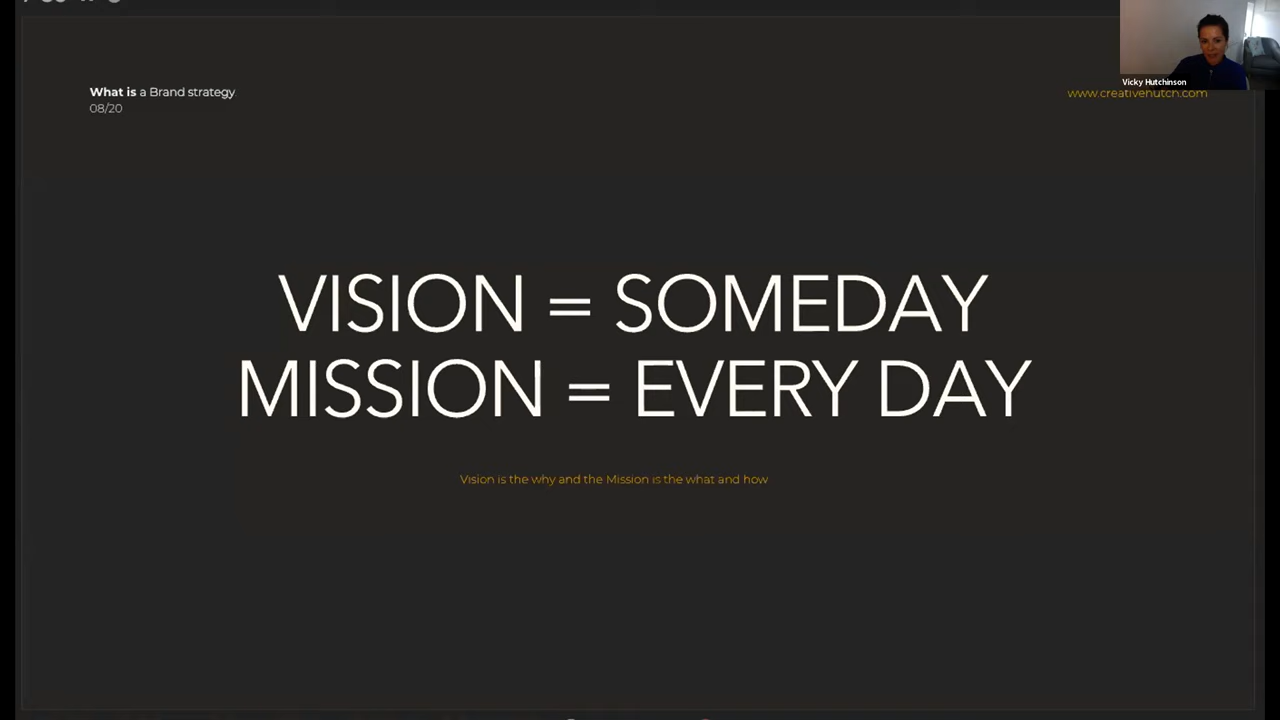 What is a Brand strategy
08/20
Vicky Hutchinson
www.creativehutch.com
VISION = SOMEDAY
MISSION = EVERY DAY
Vision is the why and the Mission is the what and how